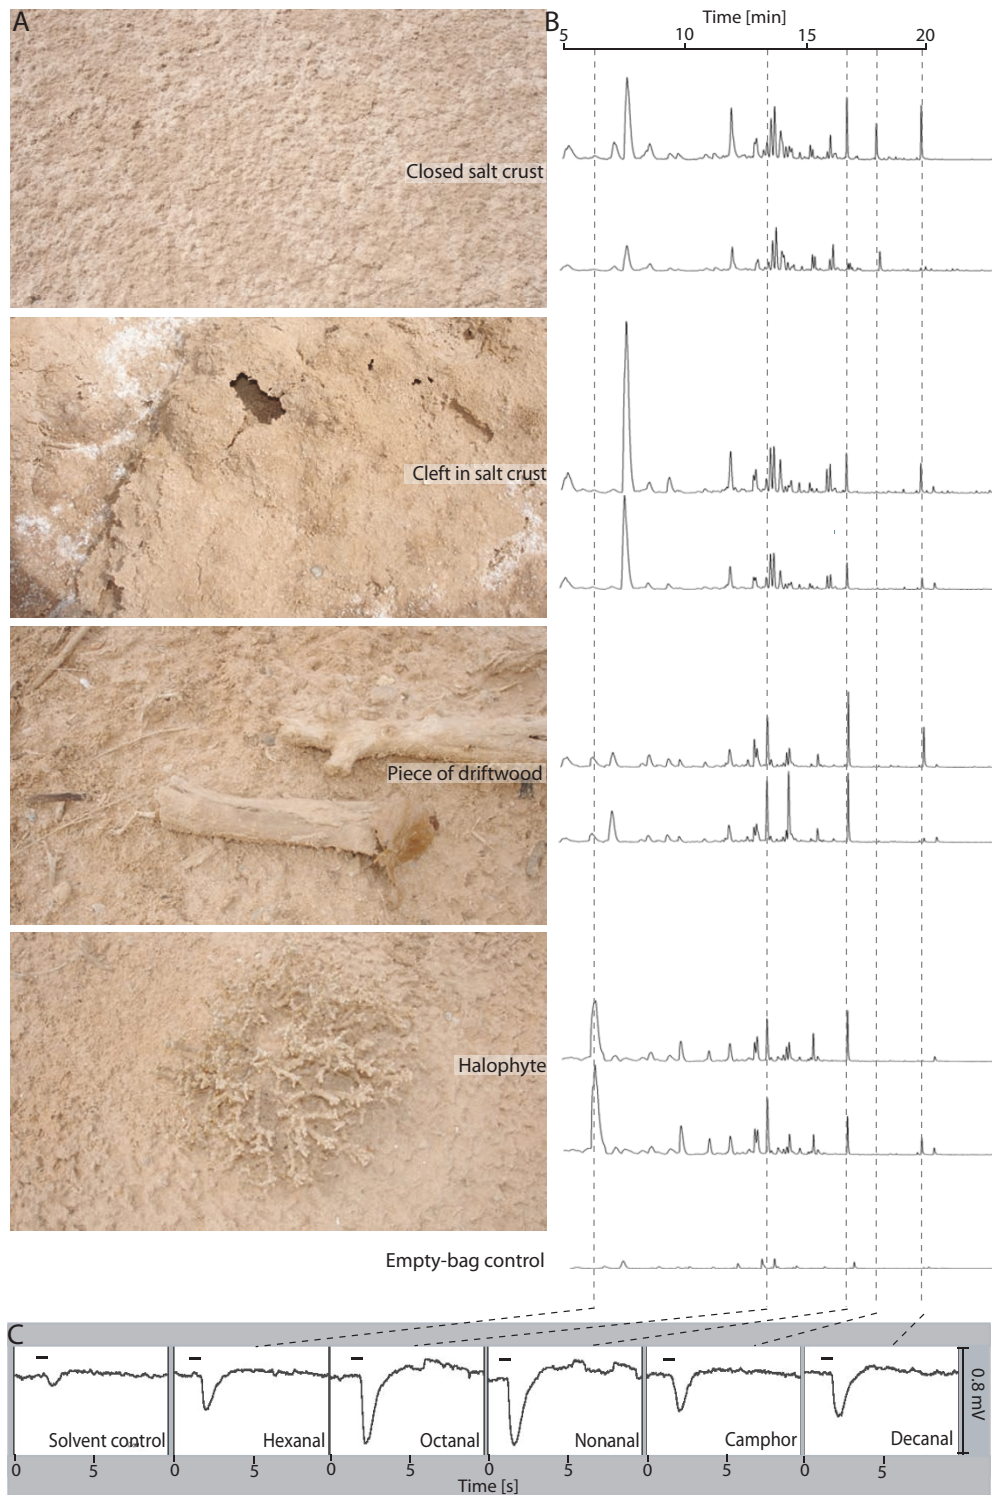 A
B
Time [min]
5 10 15 20
Closed salt crust
Cleft in salt crust
Piece of driftwood
Halophyte
Empty-bag control
C
Solvent control
Hexanal
Octanal
Nonanal
Camphor
Decanal
0.8 mV
0 5 0 5 0 5 0 5 0 5 0 5
Time [s]